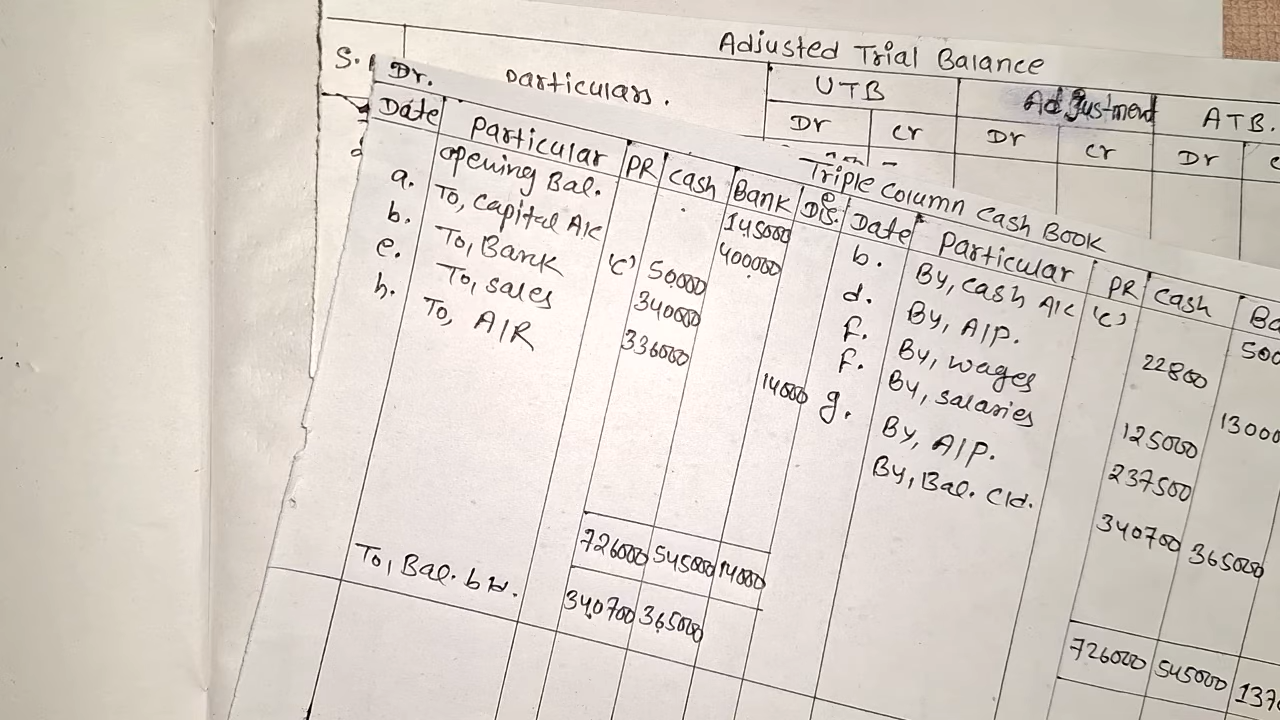 Adjusted Trial Balance
S.
Particulars.
UTB
Adjustment
ATB.
Dr
Cr
Dr
Cr
Dr
Dr.
Triple Column Cash Book
Date Particular PR Cash Bank Dis. Date Particular PR Cash
opening Bal. 145000 b. By, Cash A/C 'C'
a. To, Capital A/C 400000 d. By, A/P. 22800
b. To, Bank 'C' 50000 f. By, Wages 125000
e. To, Sales 340000 f. By, Salaries 237500
h. To, A/R 336000 14000 g. By, A/P.
By, Bal. C/d. 340700 365000
726000 545000 14000 726000 545000
To, Bal. b/d. 340700 365000